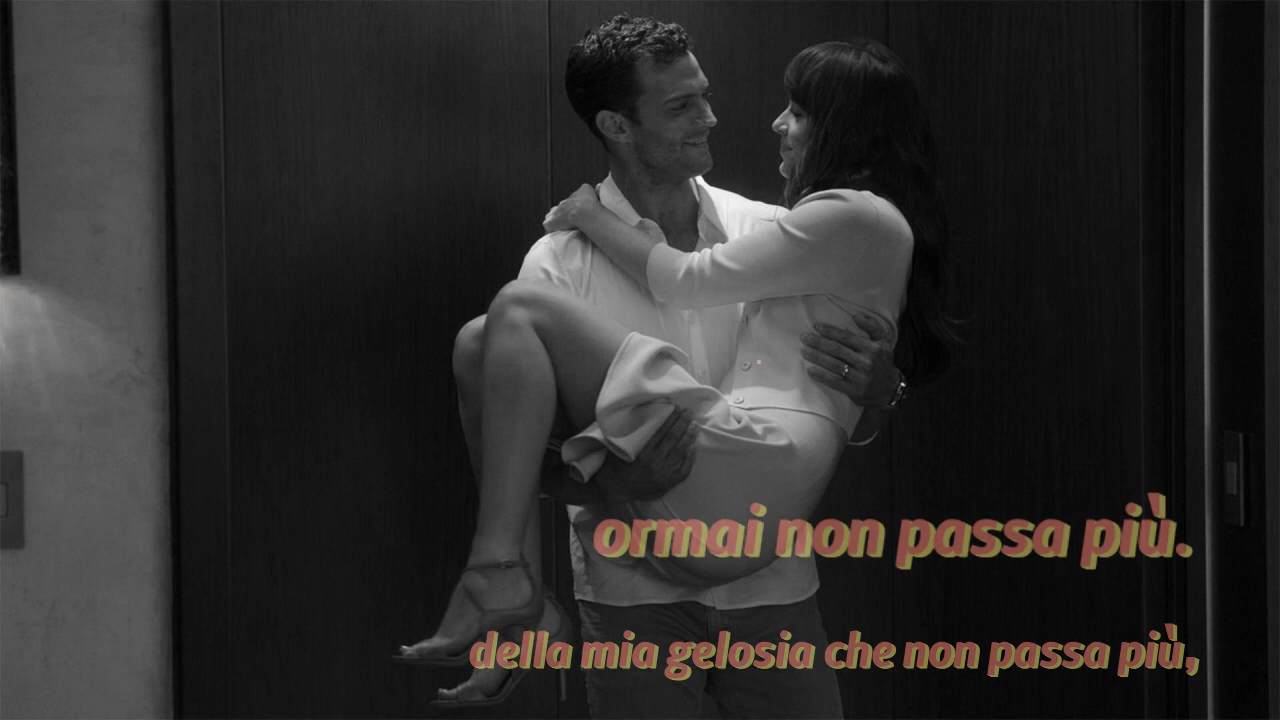 ormai non passa più.
della mia gelosia che non passa più,